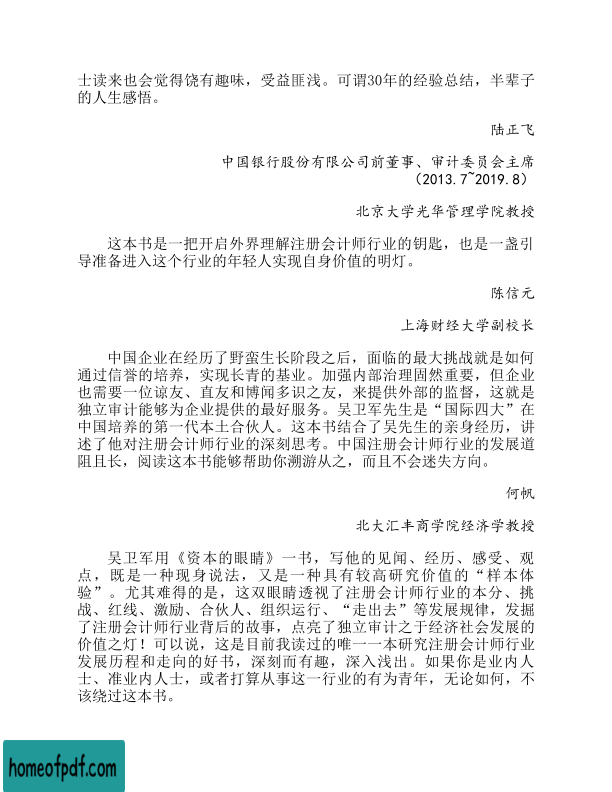 士读来也会觉得饶有趣味，受益匪浅。可谓30年的经验总结，半辈子
的人生感悟。
陆正飞
中国银行股份有限公司前董事、审计委员会主席
（2013.7~2019.8）
北京大学光华管理学院教授
这本书是一把开启外界理解注册会计师行业的钥匙，也是一盏引
导准备进入这个行业的年轻人实现自身价值的明灯。
陈信元
上海财经大学副校长
中国企业在经历了野蛮生长阶段之后，面临的最大挑战就是如何
通过信誉的培养，实现长青的基业。加强内部治理固然重要，但企业
也需要一位谅友、直友和博闻多识之友，来提供外部的监督，这就是
独立审计能够为企业提供的最好服务。吴卫军先生是“国际四大”在
中国培养的第一代本土合伙人。这本书结合了吴先生的亲身经历，讲
述了他对注册会计师行业的深刻思考。中国注册会计师行业的发展道
阻且长，阅读这本书能够帮助你溯游从之，而且不会迷失方向。
何帆
北大汇丰商学院经济学教授
吴卫军用《资本的眼睛》一书，写他的见闻、经历、感受、观
点，既是一种现身说法，又是一种具有较高研究价值的“样本体
验”。尤其难得的是，这双眼睛透视了注册会计师行业的本分、挑
战、红线、激励、合伙人、组织运行、“走出去”等发展规律，发掘
了注册会计师行业背后的故事，点亮了独立审计之于经济社会发展的
价值之灯！可以说，这是目前我读过的唯一一本研究注册会计师行业
发展历程和走向的好书，深刻而有趣，深入浅出。如果你是业内人
士、准业内人士，或者打算从事这一行业的有为青年，无论如何，不
该绕过这本书。
homeofpdf.com